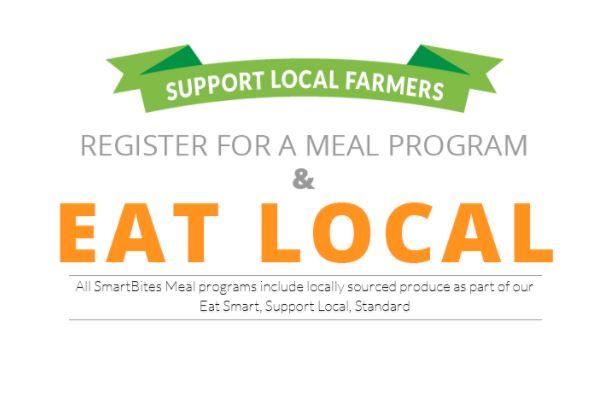 SUPPORT LOCAL FARMERS
REGISTER FOR A MEAL PROGRAM
&
EAT LOCAL
All SmartBites Meal programs include locally sourced produce as part of our
Eat Smart, Support Local, Standard